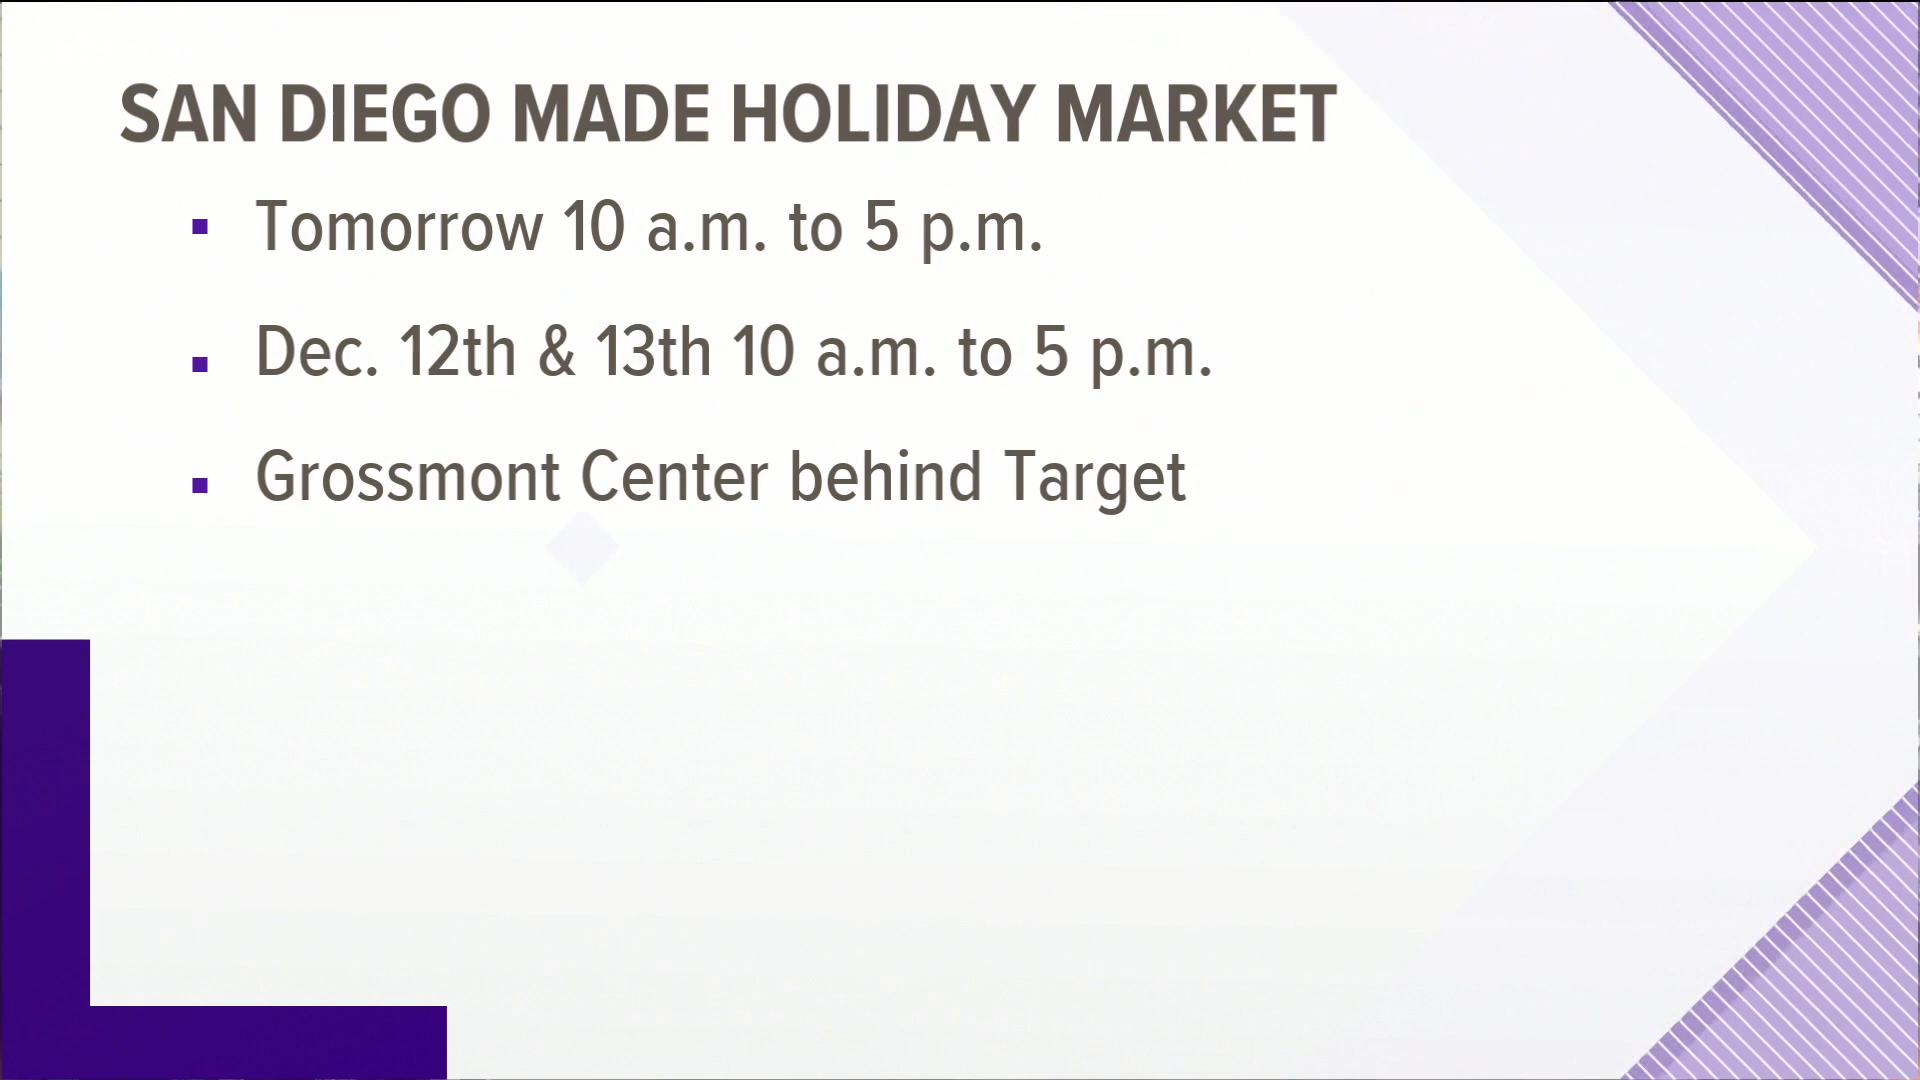 SAN DIEGO MADE HOLIDAY MARKET
Tomorrow 10 a.m. to 5 p.m.
Dec. 12th & 13th 10 a.m. to 5 p.m.
Grossmont Center behind Target